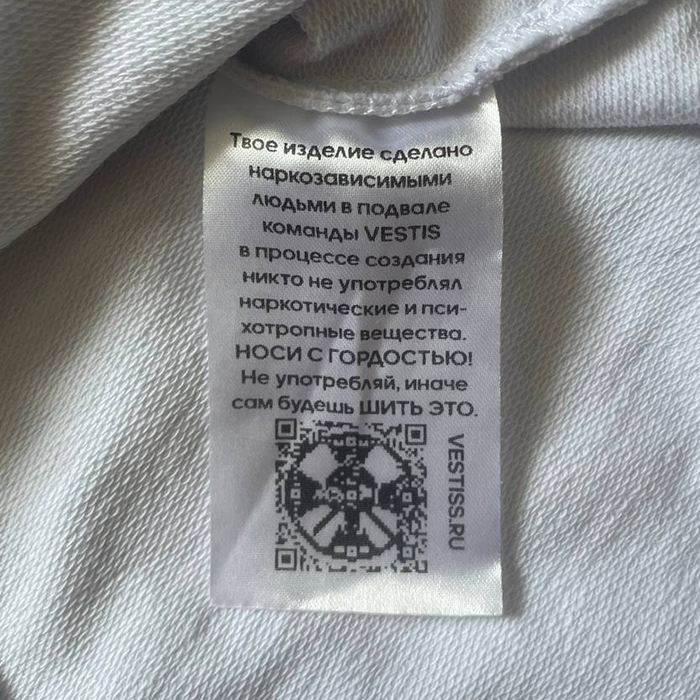 Твое изделие сделано
наркозависимыми
людьми в подвале
команды VESTIS
в процессе создания
никто не употреблял
наркотические и пси-
хотропные вещества.
НОСИ С ГОРДОСТЬЮ!
Не употребляй, иначе
сам будешь ШИТЬ ЭТО.
VESTISS.RU